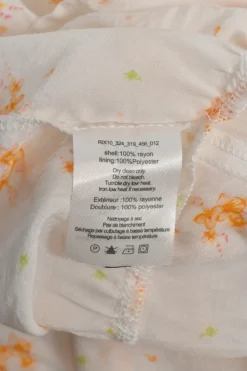 RIX10_324_319_456_012
shell:100% rayon
lining:100%Polyester
Dry clean only
Do not bleach.
Tumble dry low heat.
Iron low heat if necessary.
Extérieure: 100% rayonne
Doublure : 100% polyester
Nettoyage à sec
Pas de blanchiment
Séchage par culbutage à basse température
Repassage à basse température